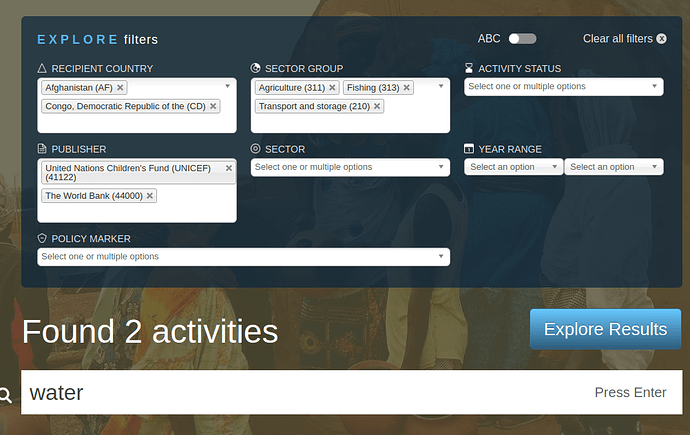 EXPLORE filters
ABC
Clear all filters
RECIPIENT COUNTRY
Afghanistan (AF)
Congo, Democratic Republic of the (CD)
SECTOR GROUP
Agriculture (311)
Fishing (313)
Transport and storage (210)
ACTIVITY STATUS
Select one or multiple options
PUBLISHER
United Nations Children's Fund (UNICEF)
(41122)
The World Bank (44000)
SECTOR
Select one or multiple options
YEAR RANGE
Select an option
Select an option
POLICY MARKER
Select one or multiple options
Found 2 activities
Explore Results
water
Press Enter